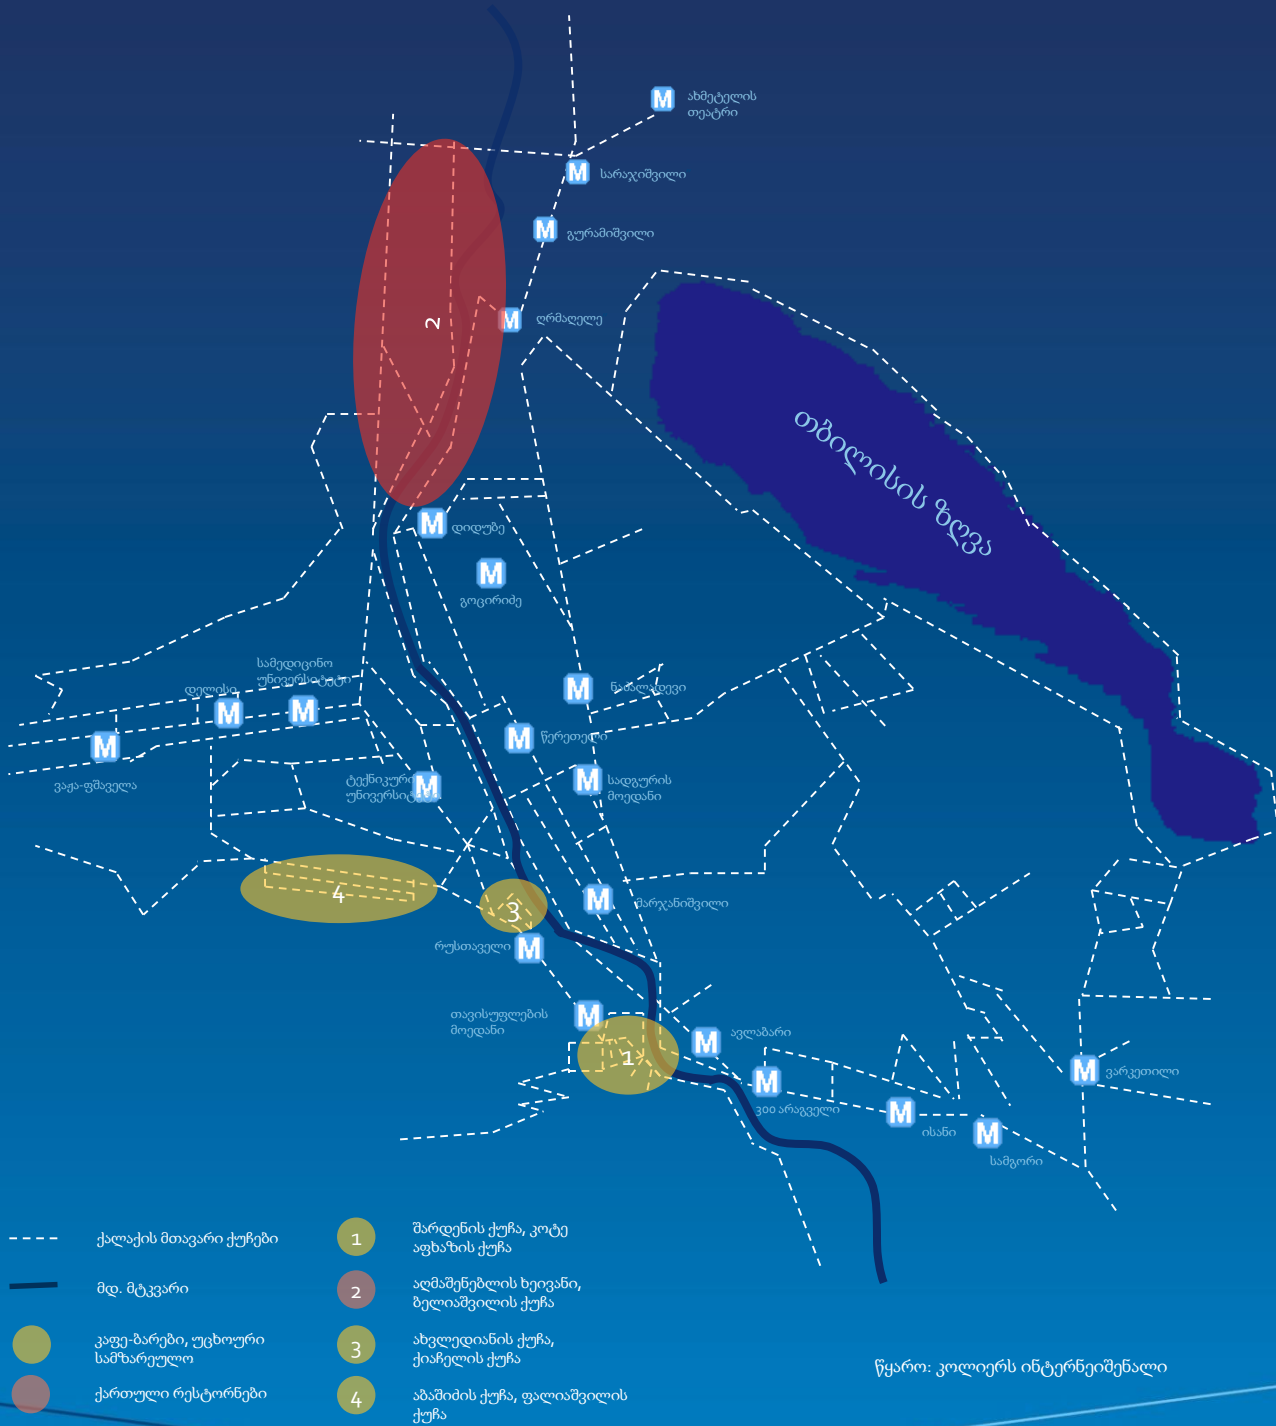 M
ახმეტელის
თეატრი
M
სარაჯიშვილი
M
გურამიშვილი
M
ღრმაღელე
2
თბილისის ზღვა
M
დიდუბე
M
გოცირიძე
სამედიცინო
უნივერსიტეტი
M
დელისი
M
M
ნაძალადევი
M
წერეთელი
M
ვაჟა-ფშაველა
ტექნიკური
უნივერსიტეტი
M
M
სადგურის
მოედანი
4
3
M
მარჯანიშვილი
რუსთაველი
M
თავისუფლების
მოედანი
M
1
M
ავლაბარი
M
300 არაგველი
M
ისანი
M
სამგორი
M
ვარკეთილი
ქალაქის მთავარი ქუჩები
მდ. მტკვარი
კაფე-ბარები, უცხოური
სამზარეულო
ქართული რესტორნები
1
შარდენის ქუჩა, კოტე
აფხაზის ქუჩა
2
აღმაშენებლის ხეივანი,
ბელიაშვილის ქუჩა
3
ახვლედიანის ქუჩა,
ქიაჩელის ქუჩა
4
აბაშიძის ქუჩა, ფალიაშვილის
ქუჩა
წყარო: კოლიერს ინტერნეიშენალი